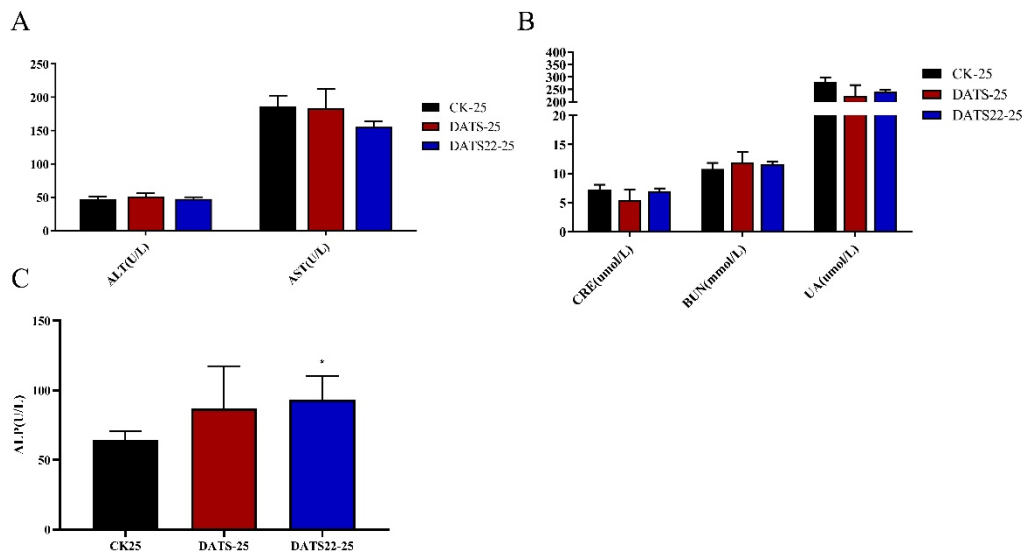 A
250
200
150
100
50
0
ALT(U/L)
AST(U/L)
CK-25
DATS-25
DATS22-25
B
400
350
300
250
200
20
15
10
5
0
CRE(umol/L)
BUN(mmol/L)
UA(umol/L)
CK-25
DATS-25
DATS22-25
C
ALP(U/L)
150
100
50
0
*
CK25
DATS-25
DATS22-25